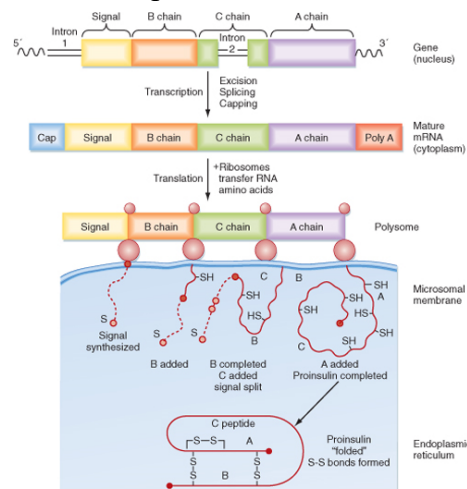 Signal
B chain
C chain
A chain
5´
Intron
1
Intron
2
3´
Gene
(nucleus)
Transcription
Excision
Splicing
Capping
Cap
Signal
B chain
C chain
A chain
Poly A
Mature
mRNA
(cytoplasm)
Translation
+Ribosomes
transfer RNA
amino acids
Signal
B chain
C chain
A chain
Polysome
Microsomal
membrane
S
Signal
synthesized
SH
S
B added
C
SH
HS
B
S
B completed
C added
signal split
B
SH
A
SH
SH
HS
SH
SH
C
A added
Proinsulin completed
C peptide
S–S
A
S
S
S
S
B
Proinsulin
"folded"
S-S bonds formed
Endoplasmic
reticulum